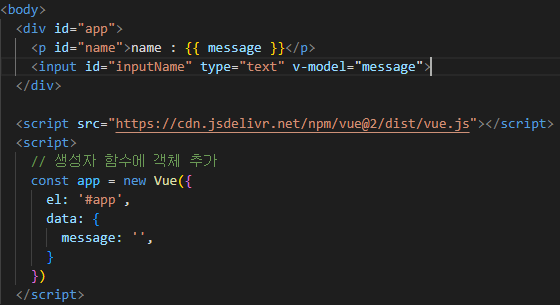 <body>
<div id="app">
<p id="name">name : {{ message }}</p>
<input id="inputName" type="text" v-model="message">
</div>
<script src="https://cdn.jsdelivr.net/npm/vue@2/dist/vue.js"></script>
<script>
// 생성자 함수에 객체 추가
const app = new Vue({
el: '#app',
data: {
message: '',
}
})
</script>